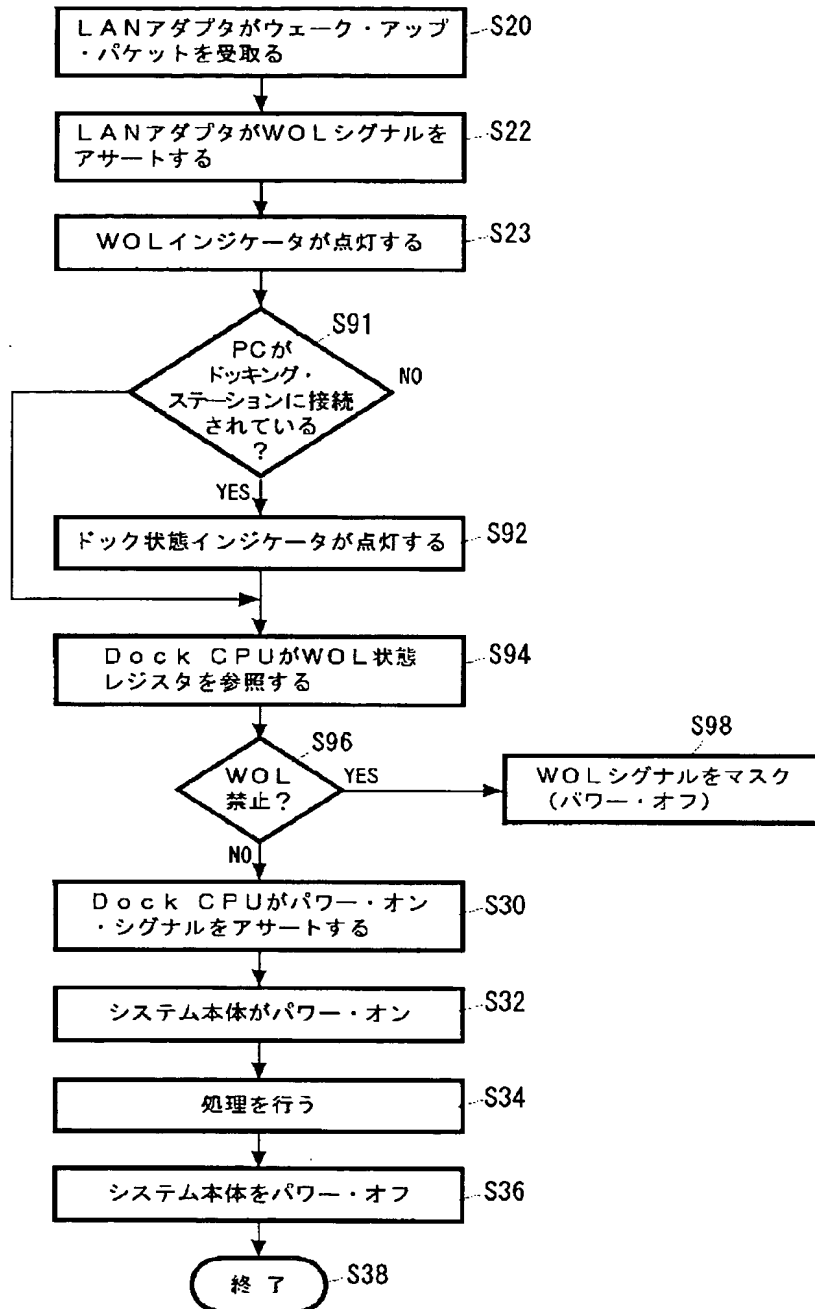 LANアダプタがウェーク・アップ
・パケットを受取る
S20
LANアダプタがWOLシグナルを
アサートする
S22
WOLインジケータが点灯する
S23
S91
PCが
ドッキング・
ステーションに接続
されている
?
NO
YES
ドック状態インジケータが点灯する
S92
Dock CPUがWOL状態
レジスタを参照する
S94
S96
WOL
禁止?
YES
S98
WOLシグナルをマスク
(パワー・オフ)
NO
Dock CPUがパワー・オン
・シグナルをアサートする
S30
システム本体がパワー・オン
S32
処理を行う
S34
システム本体をパワー・オフ
S36
終了
S38